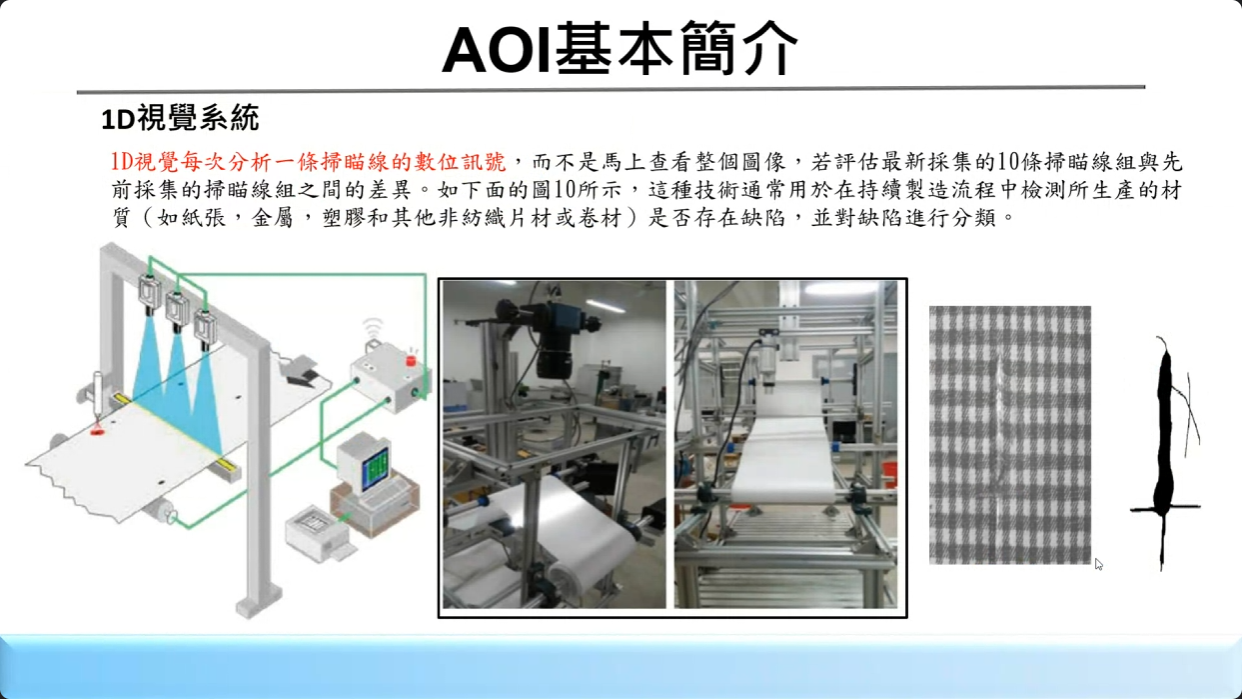 AOI基本簡介
1D視覺系統
1D視覺每次分析一條掃瞄線的數位訊號，而不是馬上查看整個圖像，若評估最新採集的10條掃瞄線組與先
前採集的掃瞄線組之間的差異。如下面的圖10所示，這種技術通常用於在持續製造流程中檢測所生產的材
質（如紙張，金屬，塑膠和其他非紡織片材或卷材）是否存在缺陷，並對缺陷進行分類。